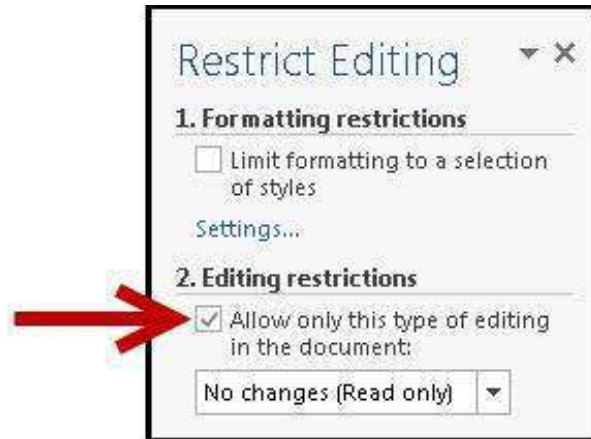 Restrict Editing
1. Formatting restrictions
Limit formatting to a selection
of styles
Settings...
2. Editing restrictions
Allow only this type of editing
in the document:
No changes (Read only)